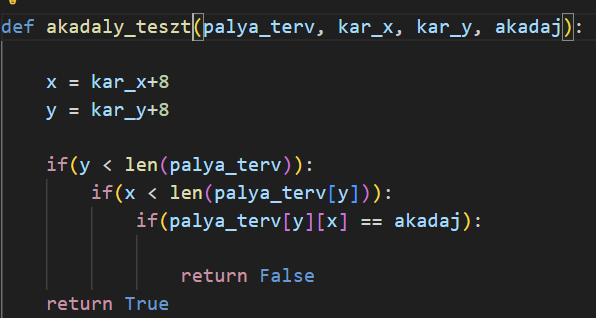 def akadaly_teszt(palya_terv, kar_x, kar_y, akadaj):
x = kar_x+8
y = kar_y+8
if(y < len(palya_terv)):
if(x < len(palya_terv[y])):
if(palya_terv[y][x] == akadaj):
return False
return True